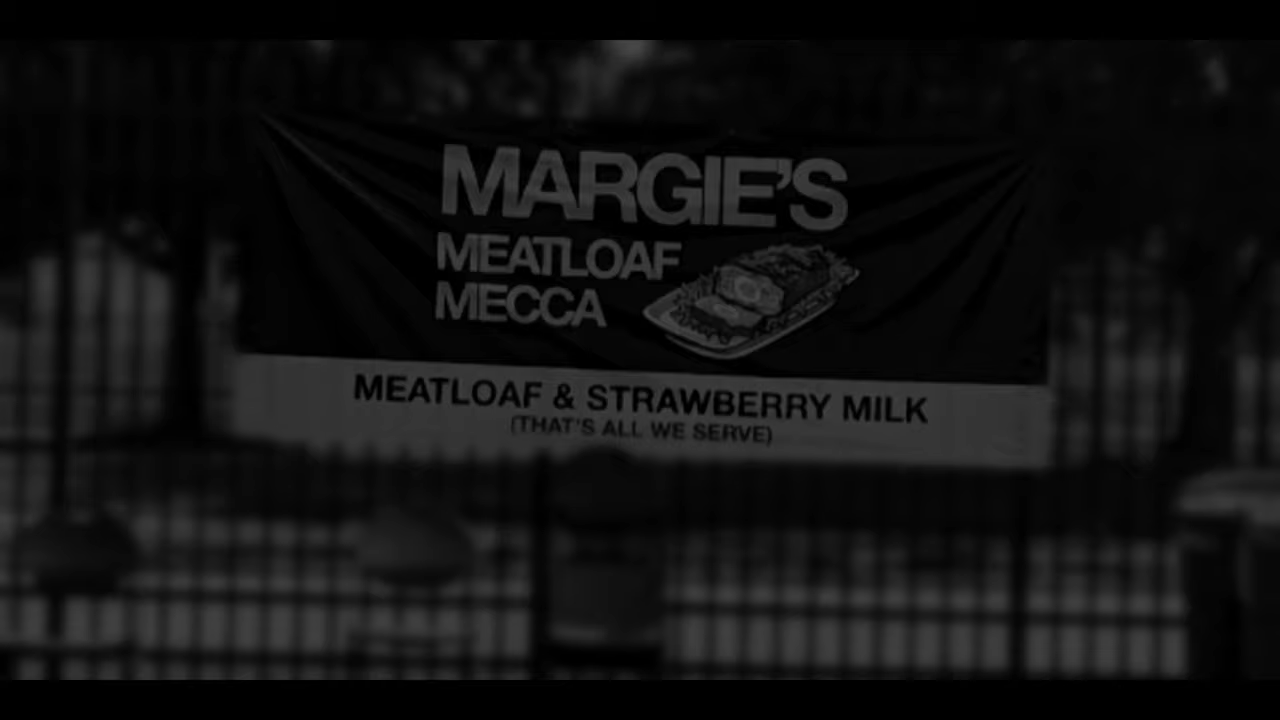 MARGIE'S
MEATLOAF
MECCA
MEATLOAF & STRAWBERRY MILK
(THAT'S ALL WE SERVE)